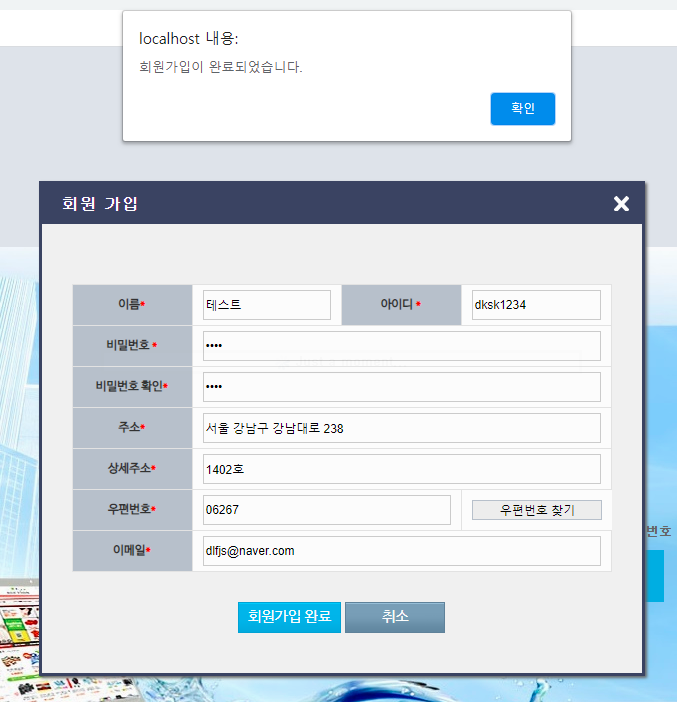 localhost 내용:
회원가입이 완료되었습니다.
확인
회원 가입
이름* 테스트 아이디 * dksk1234
비밀번호 * ••••
비밀번호 확인* ••••
주소* 서울 강남구 강남대로 238
상세주소* 1402호
우편번호* 06267 우편번호 찾기
번호
이메일* dlfjs@naver.com
회원가입 완료 취소